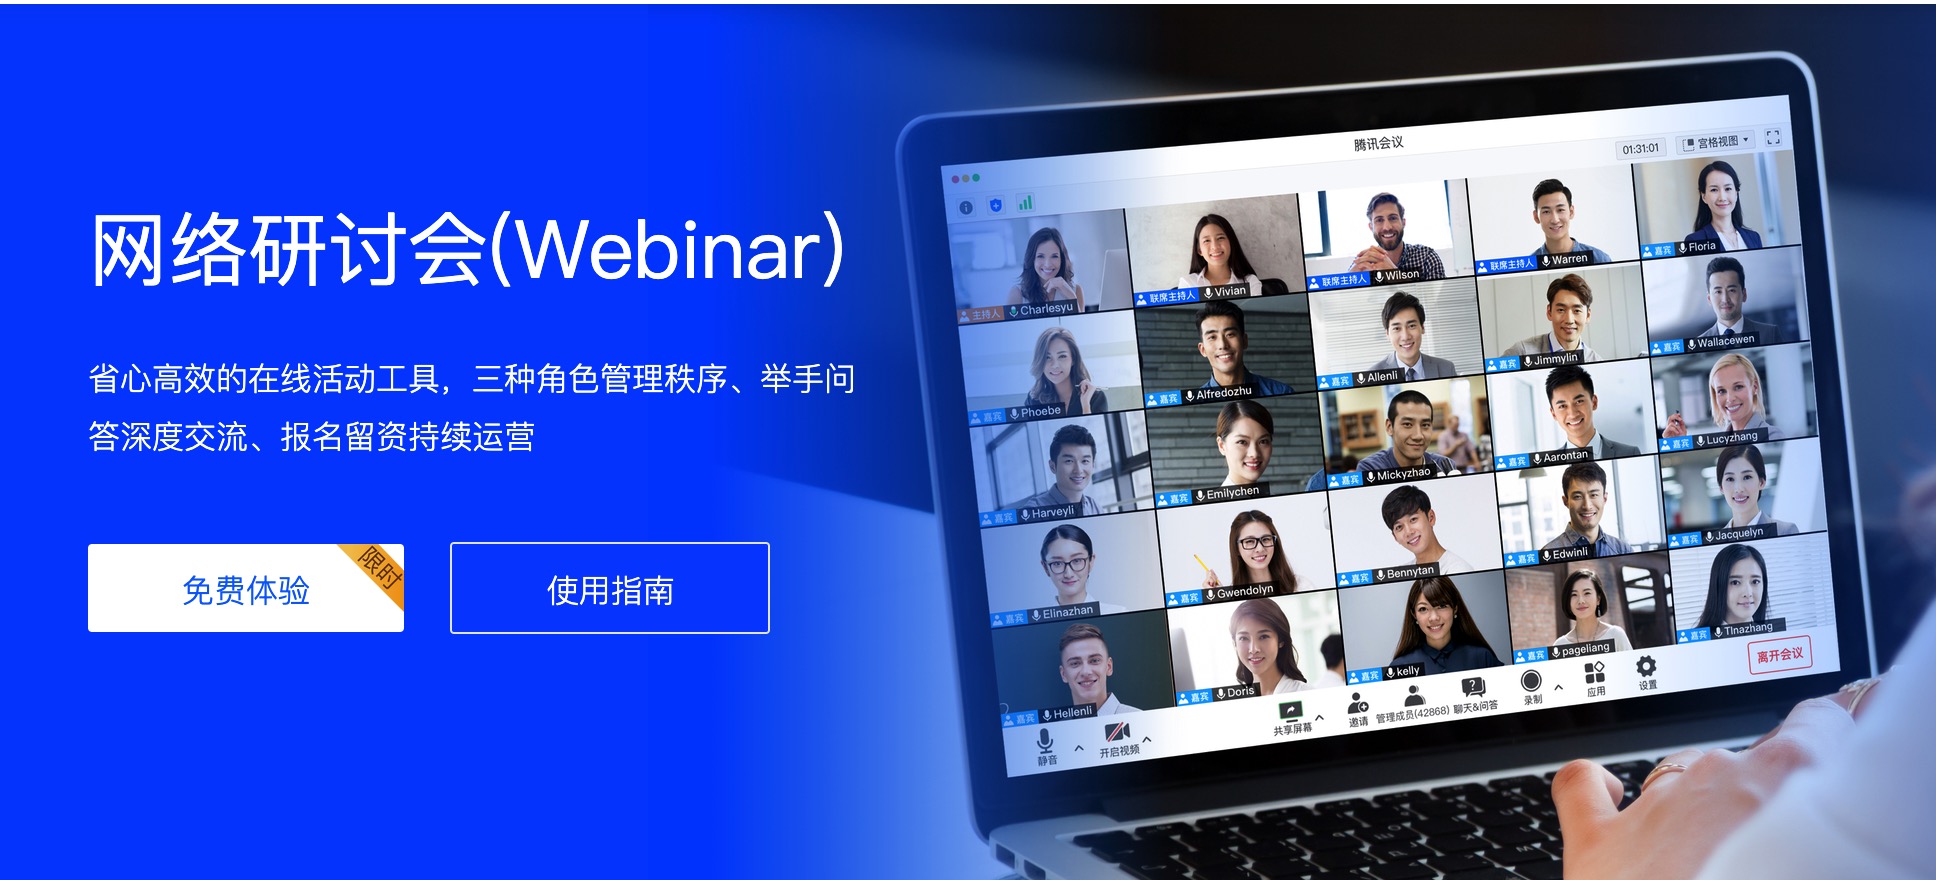 网络研讨会(Webinar)
省心高效的在线活动工具，三种角色管理秩序、举手问
答深度交流、报名留资持续运营
免费体验
限时
使用指南
腾讯会议
01:31:01
宫格视图
主持人 Charlesyu
联席主持人 Vivian
联席主持人 Wilson
联席主持人 Warren
嘉宾 Floria
嘉宾 Phoebe
嘉宾 Alfredozhu
嘉宾 Allenli
嘉宾 Jimmylin
嘉宾 Wallacewen
嘉宾 Harveyli
嘉宾 Emilychen
嘉宾 Mickyzhao
嘉宾 Aarontan
嘉宾 Lucyzhang
嘉宾 Elinazhan
嘉宾 Gwendolyn
嘉宾 Bennytan
嘉宾 Edwinli
嘉宾 Jacquelyn
嘉宾 Hellenli
嘉宾 Doris
嘉宾 kelly
嘉宾 pageliang
嘉宾 TInazhang
静音
开启视频
共享屏幕
邀请
管理成员(42868)
聊天&问答
录制
应用
设置
离开会议